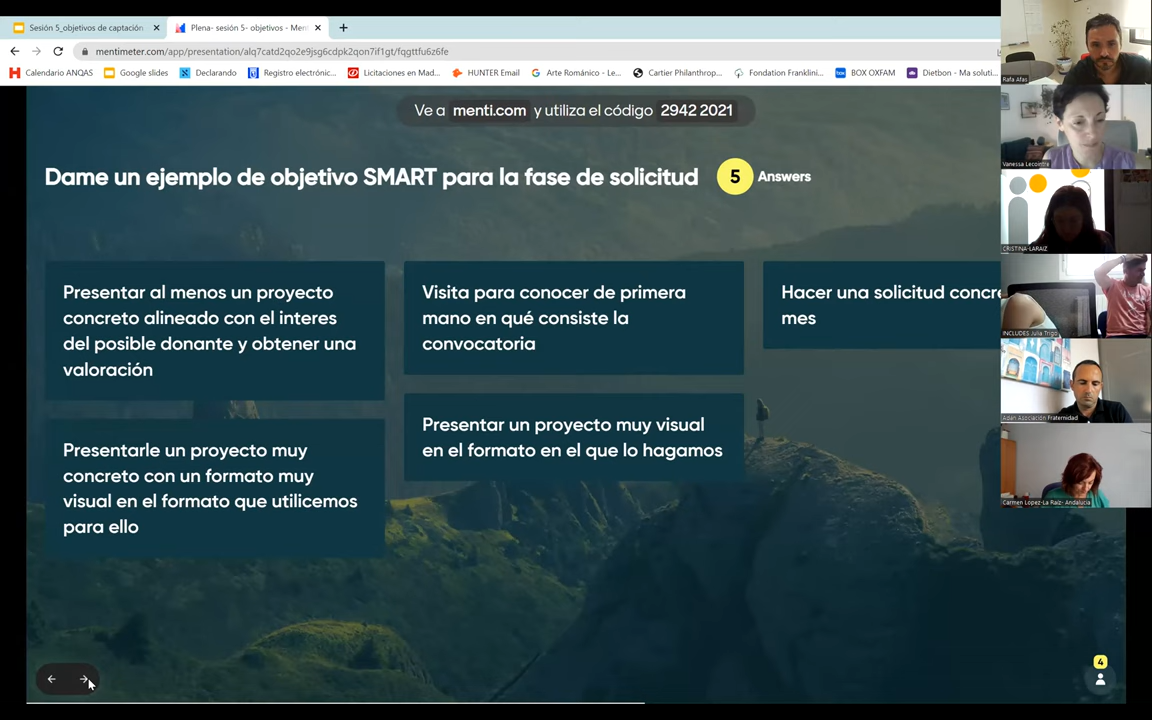 Sesión 5_objetivos de captación
Plena- sesión 5- objetivos - Ment
mentimeter.com/app/presentation/alq7catd2qo2e9jsg6cdpk2qon7if1gt/fqgttfu6z6fe
Calendario ANQAS
Google slides
Declarando
Registro electrónic...
Licitaciones en Mad...
HUNTER Email
Arte Románico - Le...
Cartier Philanthrop...
Fondation Franklini...
BOX OXFAM
Dietbon - Ma soluti...
Ve a menti.com y utiliza el código 2942 2021
Dame un ejemplo de objetivo SMART para la fase de solicitud
5 Answers
Presentar al menos un proyecto
concreto alineado con el interes
del posible donante y obtener una
valoración
Presentarle un proyecto muy
concreto con un formato muy
visual en el formato que utilicemos
para ello
Visita para conocer de primera
mano en qué consiste la
convocatoria
Presentar un proyecto muy visual
en el formato en el que lo hagamos
Hacer una solicitud concre
mes
4
Rafa Afas
Vanessa Lecointre
CRISTINA-LARAIZ
INCLUDES Julia Trigo
Adan Asociación Fraternidad
Carmen Lopez-La Raíz- Andalucia